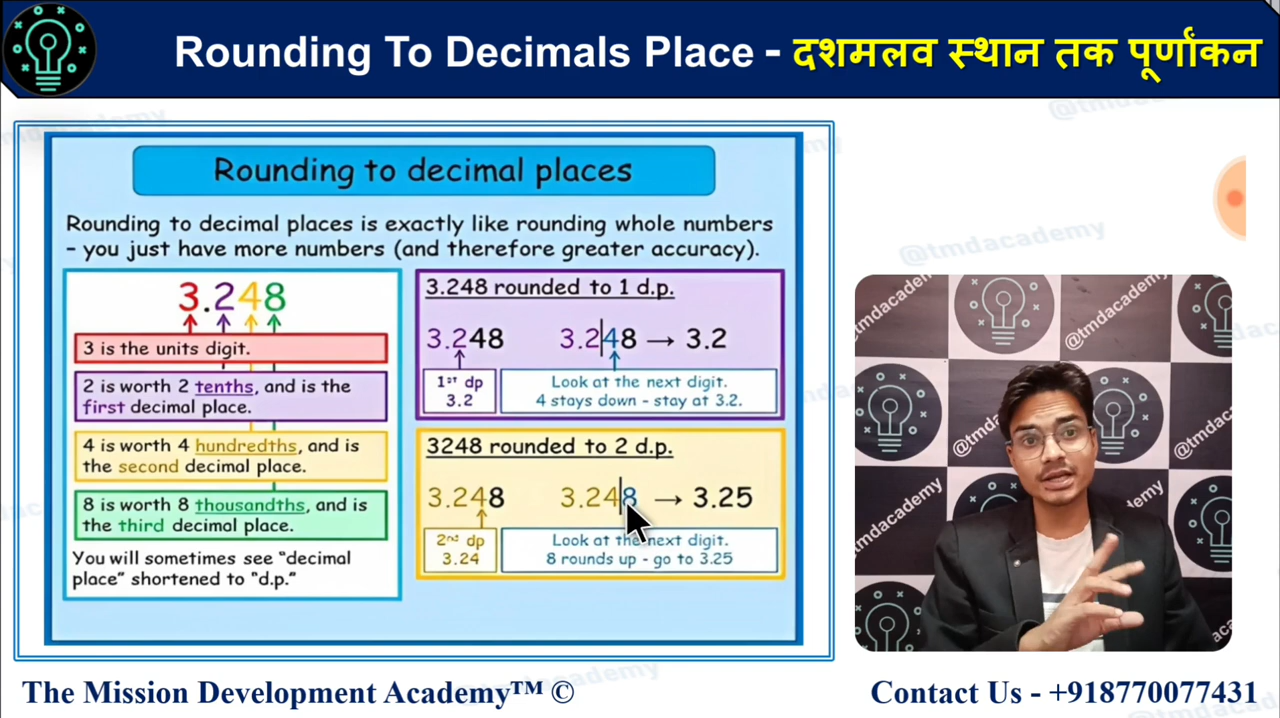 Rounding To Decimals Place - दशमलव स्थान तक पूर्णांकन
Rounding to decimal places
Rounding to decimal places is exactly like rounding whole numbers
– you just have more numbers (and therefore greater accuracy).
3.248
3 is the units digit.
2 is worth 2 tenths, and is the
first decimal place.
4 is worth 4 hundredths, and is
the second decimal place.
8 is worth 8 thousandths, and is
the third decimal place.
You will sometimes see “decimal
place” shortened to “d.p.”
3.248 rounded to 1 d.p.
3.248 3.2|48 → 3.2
1st dp
3.2
Look at the next digit.
4 stays down - stay at 3.2.
3248 rounded to 2 d.p.
3.248 3.24|8 → 3.25
2nd dp
3.24
Look at the next digit.
8 rounds up - go to 3.25
@tmdacademy
@tmdacademy
The Mission Development Academy™ ©
Contact Us - +918770077431